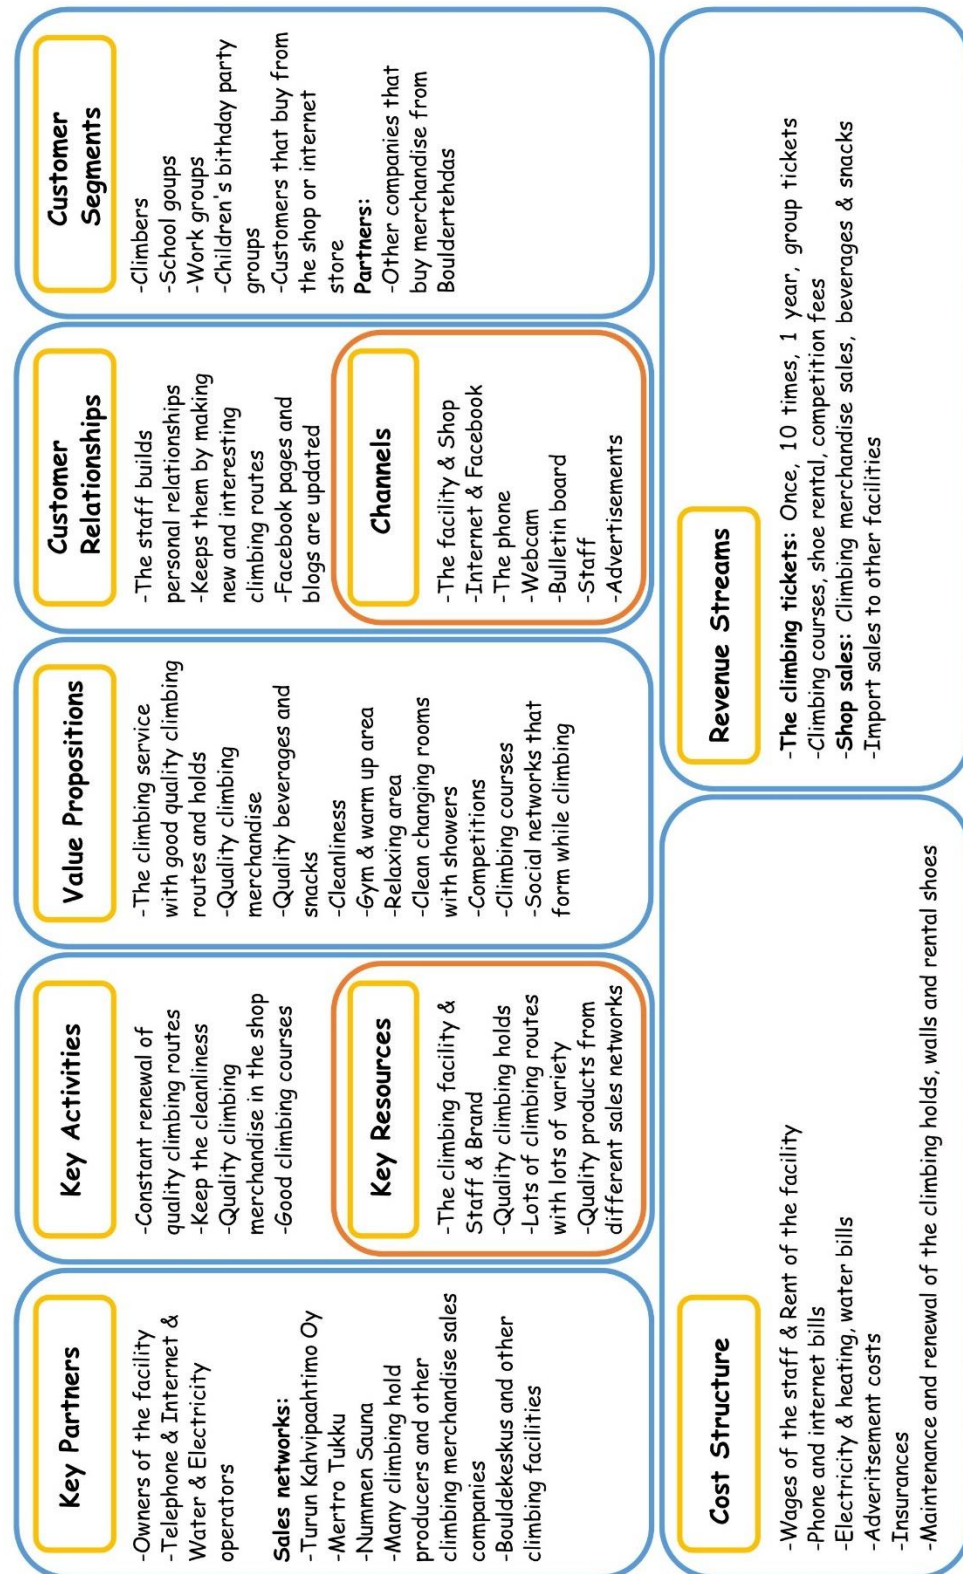 Key Partners
-Owners of the facility
-Telephone & Internet &
Water & Electricity
operators
Sales networks:
-Turun Kahvipaahtimo Oy
-Mertro Tukku
-Nummen Sauna
-Many climbing hold
producers and other
climbing merchandise sales
companies
-Bouldekeskus and other
climbing facilities
Key Activities
-Constant renewal of
quality climbing routes
-Keep the cleanliness
-Quality climbing
merchandise in the shop
-Good climbing courses
Key Resources
-The climbing facility &
Staff & Brand
-Quality climbing holds
-Lots of climbing routes
with lots of variety
-Quality products from
different sales networks
Value Propositions
-The climbing service
with good quality climbing
routes and holds
-Quality climbing
merchandise
-Quality beverages and
snacks
-Cleanliness
-Gym & warm up area
-Relaxing area
-Clean changing rooms
with showers
-Competitions
-Climbing courses
-Social networks that
form while climbing
Customer
Relationships
-The staff builds
personal relationships
-Keeps them by making
new and interesting
climbing routes
-Facebook pages and
blogs are updated
Channels
-The facility & Shop
-Internet & Facebook
-The phone
-Webcam
-Bulletin board
-Staff
-Advertisements
Customer
Segments
-Climbers
-School goups
-Work groups
-Children's bithday party
groups
-Customers that buy from
the shop or internet
store
Partners:
-Other companies that
buy merchandise from
Bouldertehdas
Cost Structure
-Wages of the staff & Rent of the facility
-Phone and internet bills
-Electricity & heating, water bills
-Adveritsement costs
-Insurances
-Maintenance and renewal of the climbing holds, walls and rental shoes
Revenue Streams
-The climbing tickets: Once, 10 times, 1 year, group tickets
-Climbing courses, shoe rental, competition fees
-Shop sales: Climbing merchandise sales, beverages & snacks
-Import sales to other facilities